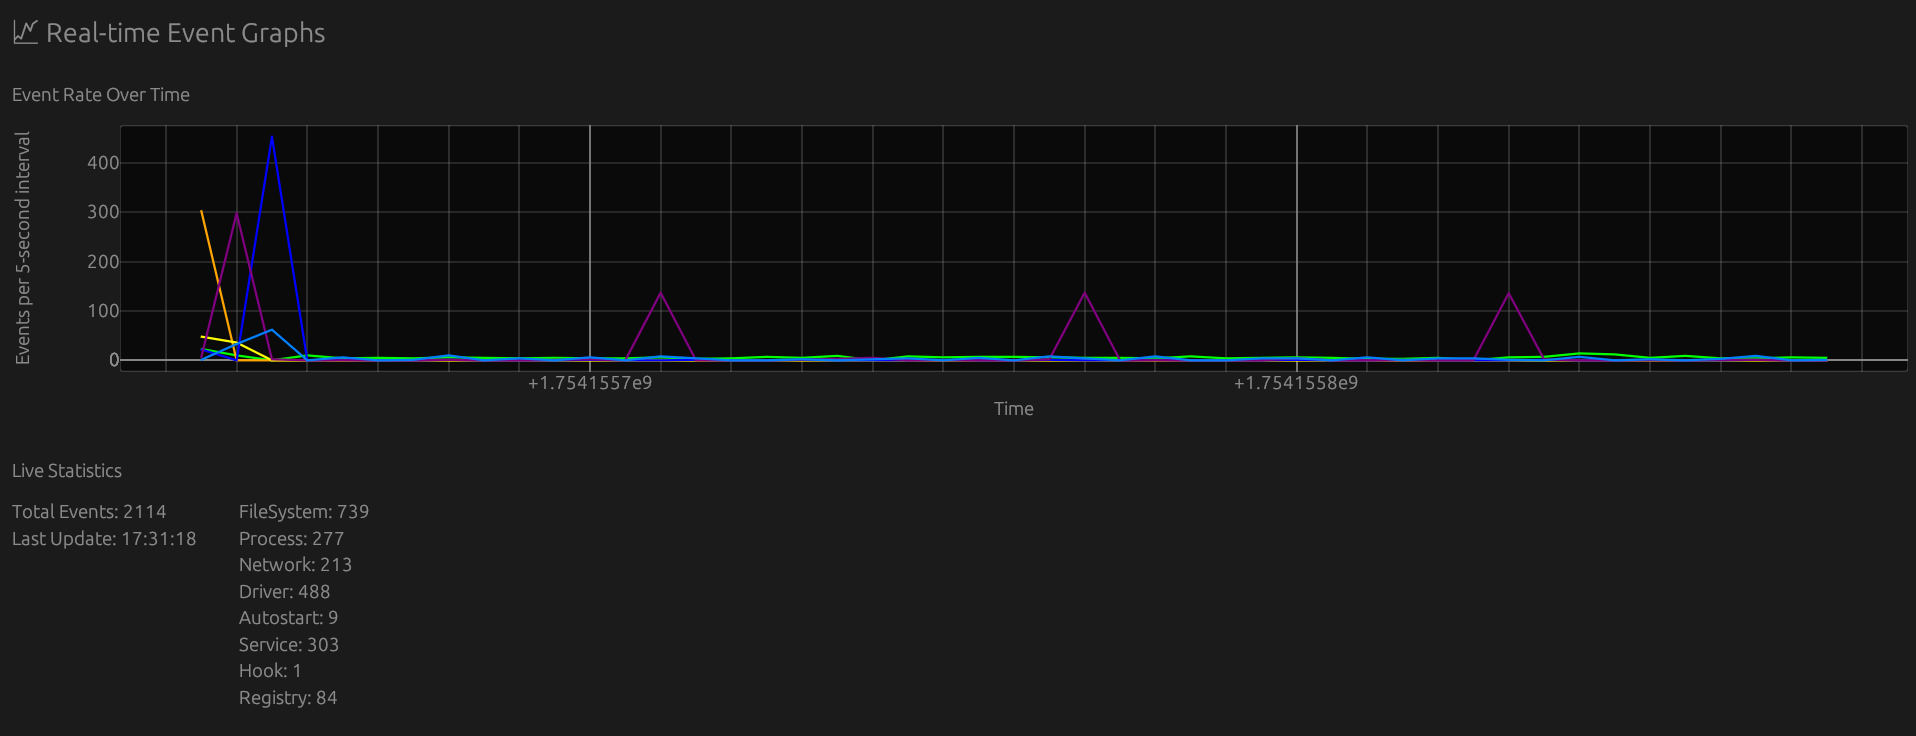 Real-time Event Graphs
Event Rate Over Time
Events per 5-second interval
400
300
200
100
0
+1.7541557e9
+1.7541558e9
Time
Live Statistics
Total Events: 2114
Last Update: 17:31:18
FileSystem: 739
Process: 277
Network: 213
Driver: 488
Autostart: 9
Service: 303
Hook: 1
Registry: 84